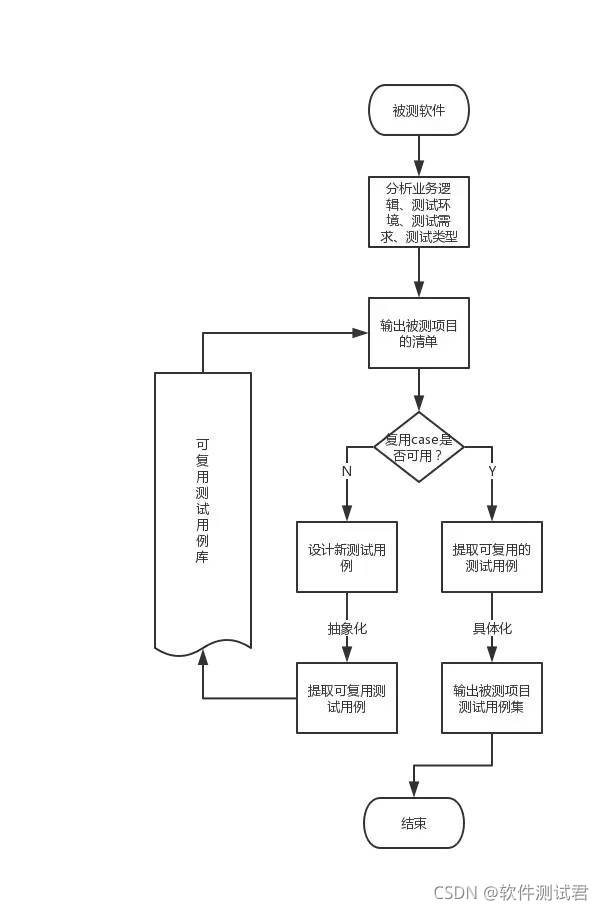 被测软件
分析业务逻
辑、测试环
境、测试需
求、测试类型
输出被测项目
的清单
复用case是
否可用？
N
Y
可
复
用
测
试
用
例
库
设计新测试用
例
提取可复用的
测试用例
抽象化
具体化
提取可复用测
试用例
输出被测项目
测试用例集
结束
CSDN @软件测试君